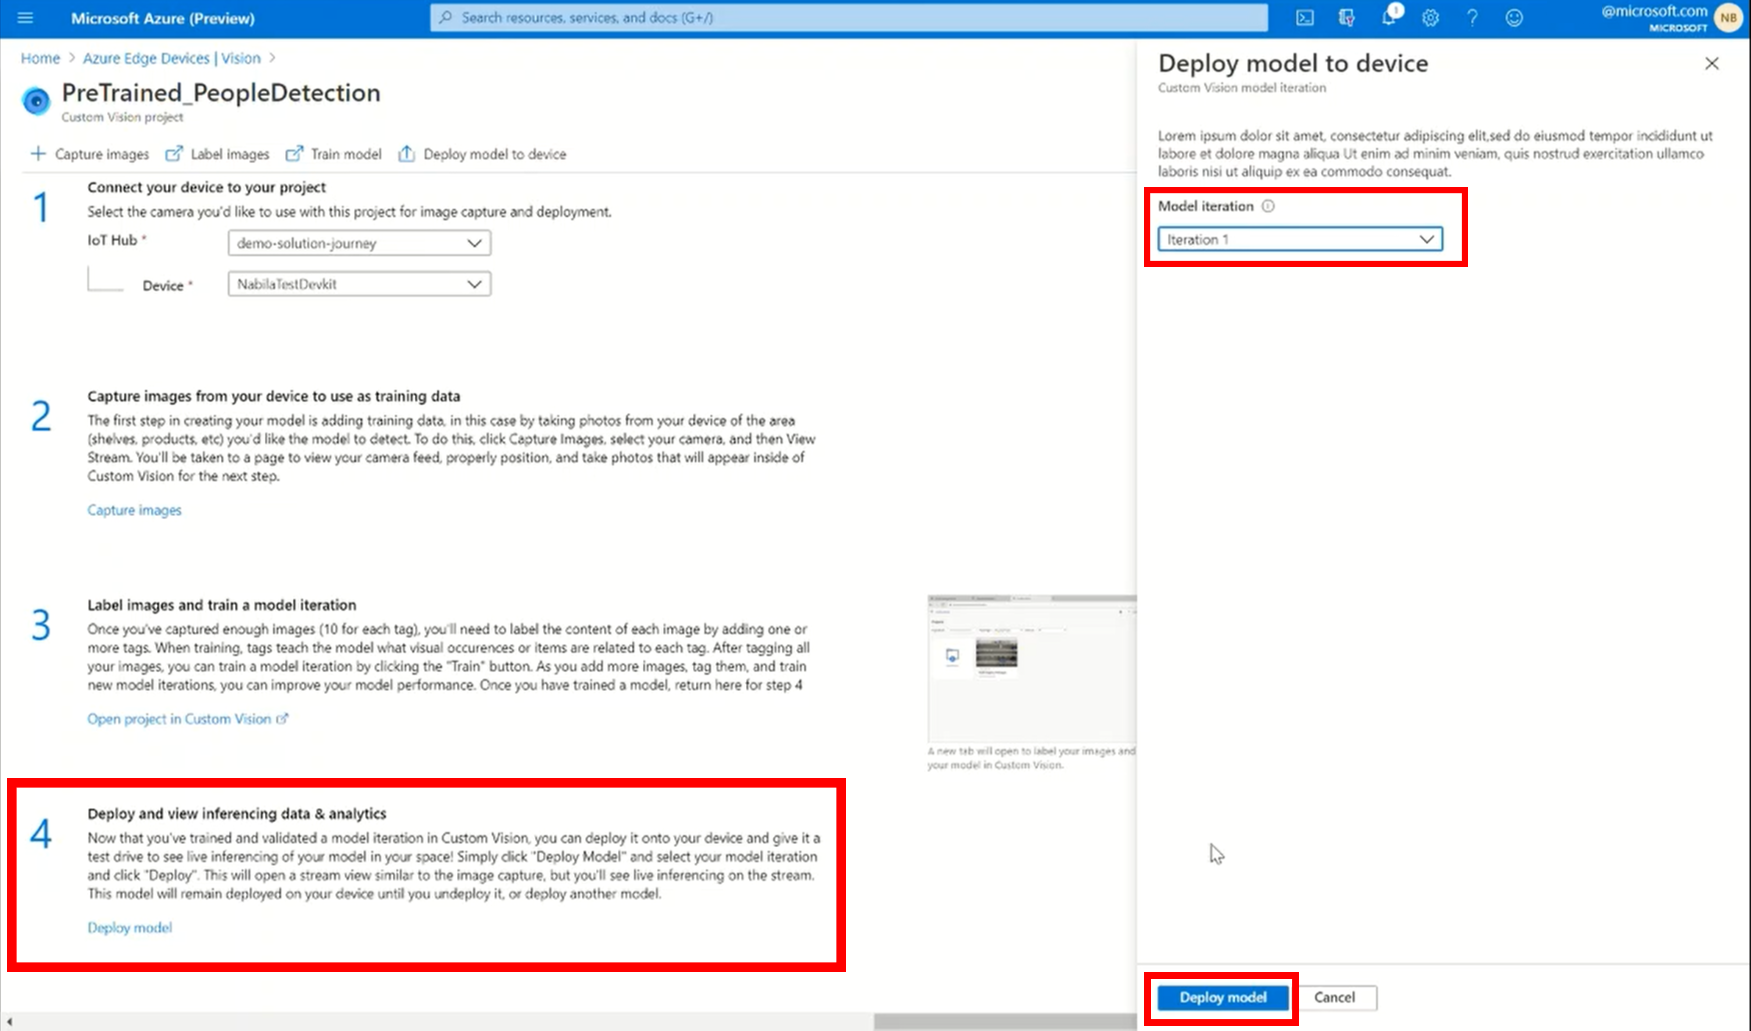 Microsoft Azure (Preview)
Search resources, services, and docs (G+/)
1
@microsoft.com
MICROSOFT
NB
Home > Azure Edge Devices | Vision >
PreTrained_PeopleDetection
Custom Vision project
Capture images
Label images
Train model
Deploy model to device
1
Connect your device to your project
Select the camera you'd like to use with this project for image capture and deployment.
IoT Hub *
demo-solution-journey
Device *
NabilaTestDevkit
2
Capture images from your device to use as training data
The first step in creating your model is adding training data, in this case by taking photos from your device of the area
(shelves, products, etc) you'd like the model to detect. To do this, click Capture Images, select your camera, and then View
Stream. You'll be taken to a page to view your camera feed, properly position, and take photos that will appear inside of
Custom Vision for the next step.
Capture images
3
Label images and train a model iteration
Once you've captured enough images (10 for each tag), you'll need to label the content of each image by adding one or
more tags. When training, tags teach the model what visual occurences or items are related to each tag. After tagging all
your images, you can train a model iteration by clicking the "Train" button. As you add more images, tag them, and train
new model iterations, you can improve your model performance. Once you have trained a model, return here for step 4
Open project in Custom Vision
A new tab will open to label your images and
your model in Custom Vision.
4
Deploy and view inferencing data & analytics
Now that you've trained and validated a model iteration in Custom Vision, you can deploy it onto your device and give it a
test drive to see live inferencing of your model in your space! Simply click "Deploy Model" and select your model iteration
and click "Deploy". This will open a stream view similar to the image capture, but you'll see live inferencing on the stream.
This model will remain deployed on your device until you undeploy it, or deploy another model.
Deploy model
Deploy model to device
Custom Vision model iteration
Lorem ipsum dolor sit amet, consectetur adipiscing elit,sed do eiusmod tempor incididunt ut
labore et dolore magna aliqua Ut enim ad minim veniam, quis nostrud exercitation ullamco
laboris nisi ut aliquip ex ea commodo consequat.
Model iteration
Iteration 1
Deploy model
Cancel